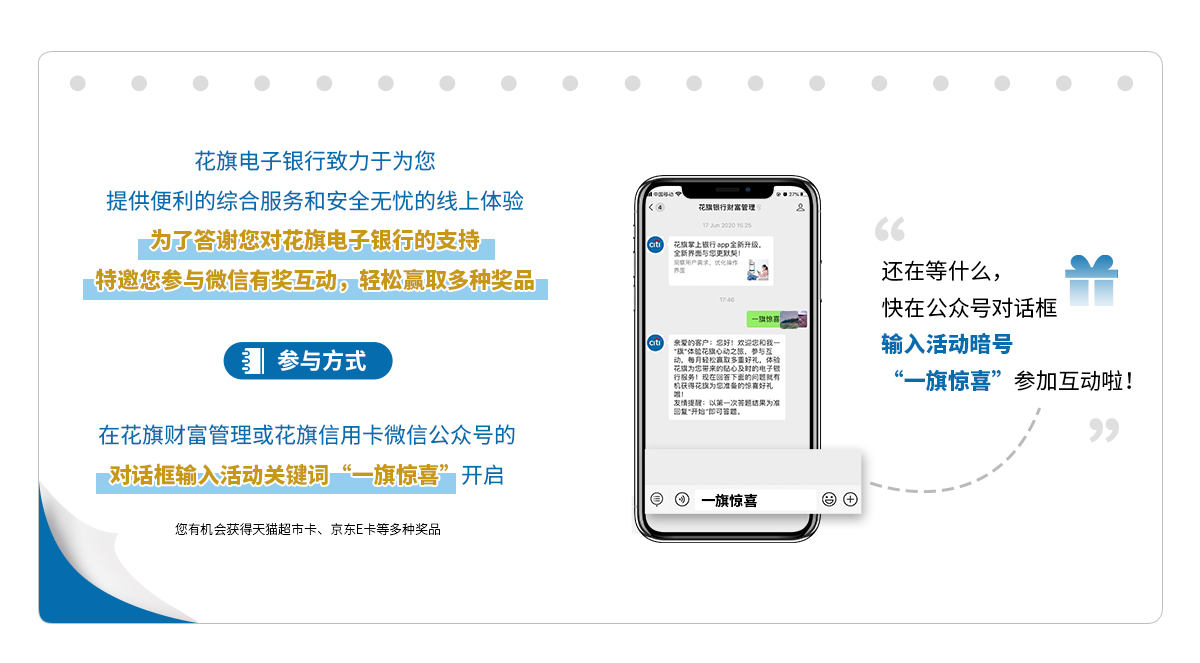 花旗电子银行致力于为您
提供便利的综合服务和安全无忧的线上体验
为了答谢您对花旗电子银行的支持
特邀您参与微信有奖互动，轻松赢取多种奖品
参与方式
在花旗财富管理或花旗信用卡微信公众号的
对话框输入活动关键词“一旗惊喜”开启
您有机会获得天猫超市卡、京东E卡等多种奖品
中国移动
27%
4
花旗银行财富管理
17 Jun 2020 15:25
citi
花旗掌上银行app全新升级，
全新界面与您更默契！
洞察用户需求，优化操作
界面
17:46
一旗惊喜
citi
亲爱的客户：您好！欢迎您和我一
“旗”体验花旗心动之旅，参与互
动，每月轻松赢取多重好礼，体验
花旗为您带来的贴心及时的电子银
行服务！现在回答下面的问题就有
机会获得花旗为您准备的惊喜好礼
哦！
友情提醒：以第一次答题结果为准
回复“开始”即可答题。
一旗惊喜
还在等什么，
快在公众号对话框
输入活动暗号
“一旗惊喜”参加互动啦！